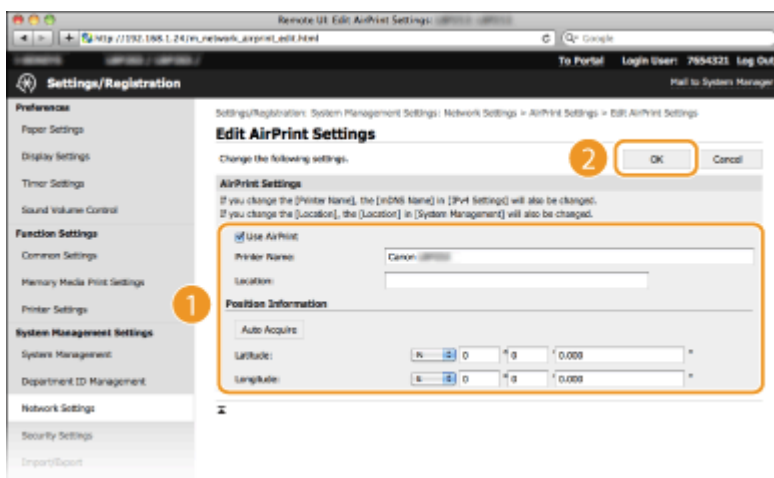 Remote UI: Edit AirPrint Settings:
http://192.168.1.24/m_network_airprint_edit.html
Google
To Portal Login User: 7654321 Log Out
Settings/Registration
Mail to System Manager
Preferences
Paper Settings
Display Settings
Timer Settings
Sound Volume Control
Function Settings
Common Settings
Memory Media Print Settings
Printer Settings
System Management Settings
System Management
Department ID Management
Network Settings
Security Settings
Import/Export
Settings/Registration: System Management Settings: Network Settings > AirPrint Settings > Edit AirPrint Settings
Edit AirPrint Settings
Change the following settings.
2
OK
Cancel
AirPrint Settings
If you change the [Printer Name], the [mDNS Name] in [IPv4 Settings] will also be changed.
If you change the [Location], the [Location] in [System Management] will also be changed.
1
Use AirPrint
Printer Name: Canon
Location:
Position Information
Auto Acquire
Latitude: N 0 ° 0 ' 0.000 "
Longitude: E 0 ° 0 ' 0.000 "